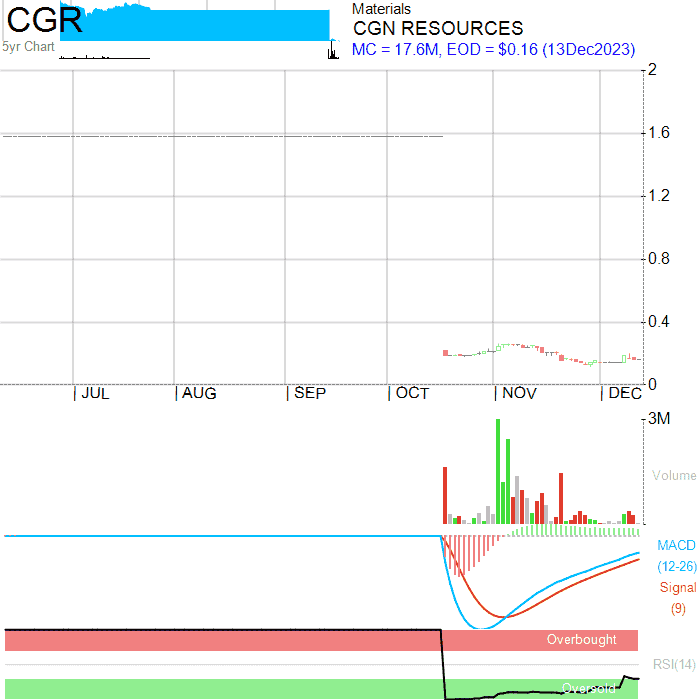 CGR
5yr Chart
Materials
CGN RESOURCES
MC = 17.6M, EOD = $0.16 (13Dec2023)
2
1.6
1.2
0.8
0.4
0
JUL AUG SEP OCT NOV DEC
3M
Volume
MACD
(12-26)
Signal
(9)
Overbought
RSI(14)
Oversold